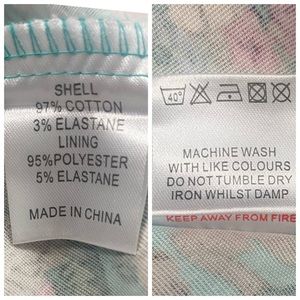 SHELL
97% COTTON
3% ELASTANE
LINING
95%POLYESTER
5% ELASTANE
MADE IN CHINA
40°
MACHINE WASH
WITH LIKE COLOURS
DO NOT TUMBLE DRY
IRON WHILST DAMP
KEEP AWAY FROM FIRE